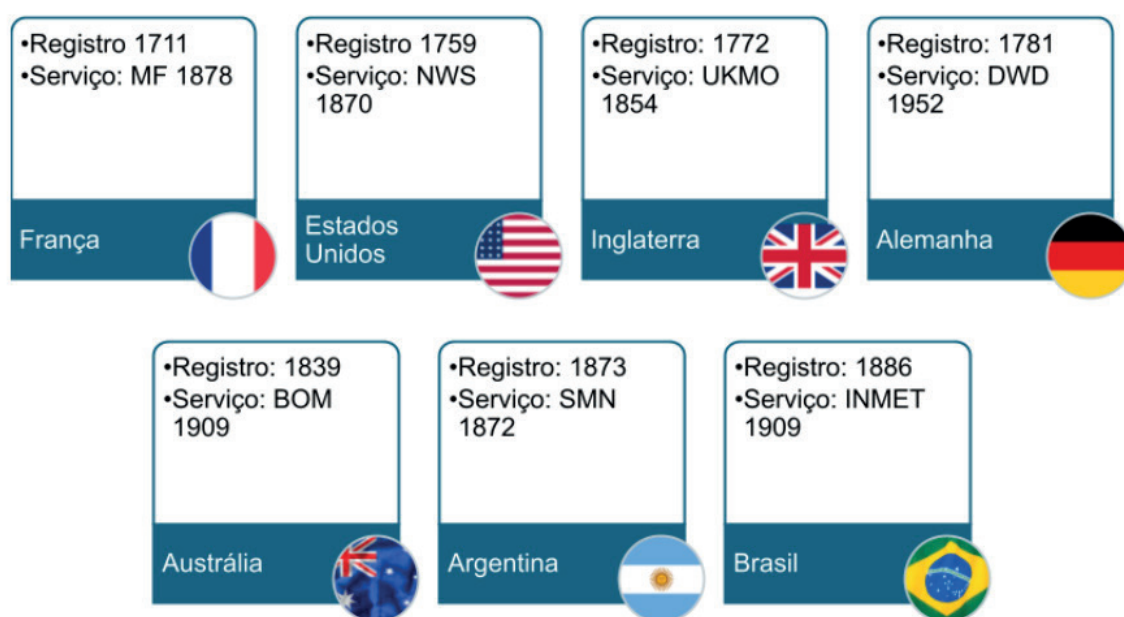 •Registro 1711
•Serviço: MF 1878
França
•Registro 1759
•Serviço: NWS
1870
Estados
Unidos
•Registro: 1772
•Serviço: UKMO
1854
Inglaterra
•Registro: 1781
•Serviço: DWD
1952
Alemanha
•Registro: 1839
•Serviço: BOM
1909
Austrália
•Registro: 1873
•Serviço: SMN
1872
Argentina
•Registro: 1886
•Serviço: INMET
1909
Brasil